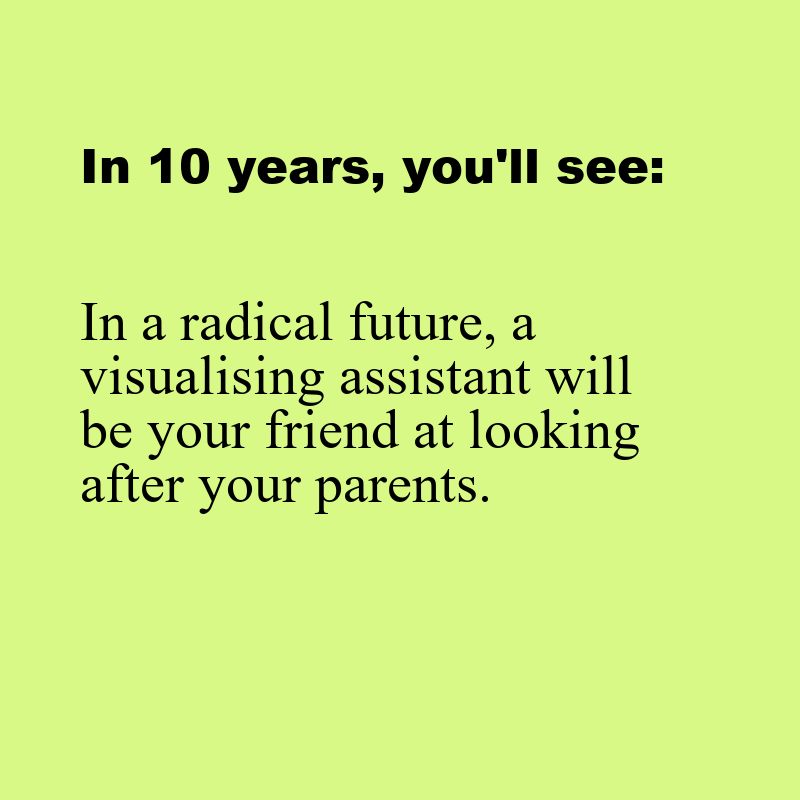 In 10 years, you'll see:
In a radical future, a
visualising assistant will
be your friend at looking
after your parents.